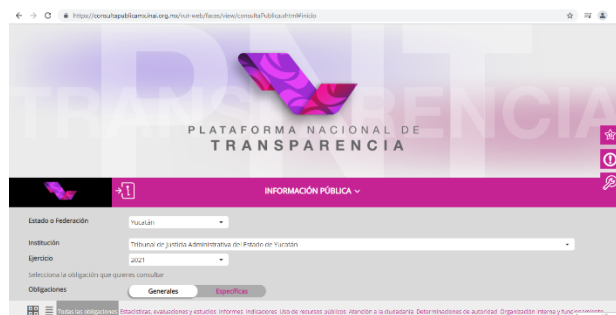 https://consultapublicamx.inai.org.mx/vut-web/faces/view/consultaPublica.xhtml#inicio
PNT
TRANSPARENCIA
PLATAFORMA NACIONAL DE
TRANSPARENCIA
INFORMACIÓN PÚBLICA
Estado o Federación
Yucatán
Institución
Tribunal de Justicia Administrativa del Estado de Yucatán
Ejercicio
2021
Selecciona la obligación que quieres consultar
Obligaciones
Generales
Específicas
Todas las obligaciones Estadísticas, evaluaciones y estudios Informes Indicadores Uso de recursos públicos Atención a la ciudadanía Determinaciones de autoridad Organización interna y funcionamiento